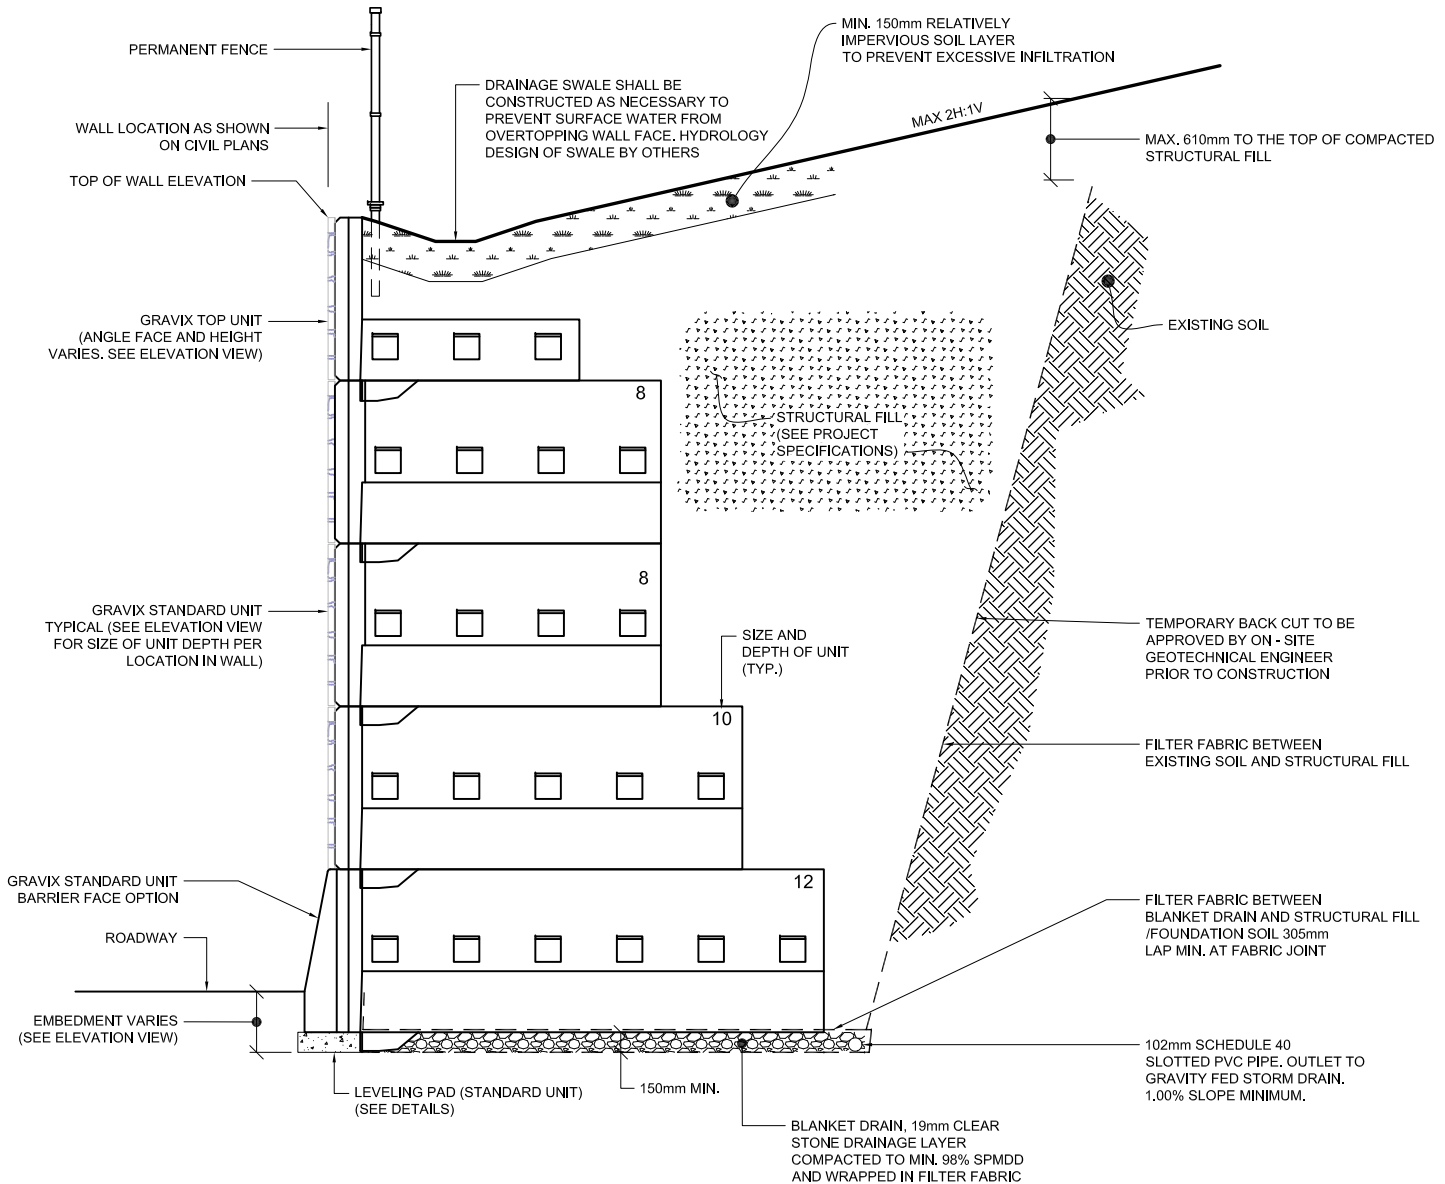 PERMANENT FENCE
MIN. 150mm RELATIVELY
IMPERVIOUS SOIL LAYER
TO PREVENT EXCESSIVE INFILTRATION
DRAINAGE SWALE SHALL BE
CONSTRUCTED AS NECESSARY TO
PREVENT SURFACE WATER FROM
OVERTOPPING WALL FACE. HYDROLOGY
DESIGN OF SWALE BY OTHERS
MAX 2H:1V
WALL LOCATION AS SHOWN
ON CIVIL PLANS
MAX. 610mm TO THE TOP OF COMPACTED
STRUCTURAL FILL
TOP OF WALL ELEVATION
GRAVIX TOP UNIT
(ANGLE FACE AND HEIGHT
VARIES. SEE ELEVATION VIEW)
EXISTING SOIL
8
STRUCTURAL FILL
(SEE PROJECT
SPECIFICATIONS)
8
GRAVIX STANDARD UNIT
TYPICAL (SEE ELEVATION VIEW
FOR SIZE OF UNIT DEPTH PER
LOCATION IN WALL)
SIZE AND
DEPTH OF UNIT
(TYP.)
TEMPORARY BACK CUT TO BE
APPROVED BY ON - SITE
GEOTECHNICAL ENGINEER
PRIOR TO CONSTRUCTION
10
FILTER FABRIC BETWEEN
EXISTING SOIL AND STRUCTURAL FILL
12
GRAVIX STANDARD UNIT
BARRIER FACE OPTION
FILTER FABRIC BETWEEN
BLANKET DRAIN AND STRUCTURAL FILL
/FOUNDATION SOIL 305mm
LAP MIN. AT FABRIC JOINT
ROADWAY
EMBEDMENT VARIES
(SEE ELEVATION VIEW)
102mm SCHEDULE 40
SLOTTED PVC PIPE. OUTLET TO
GRAVITY FED STORM DRAIN.
1.00% SLOPE MINIMUM.
LEVELING PAD (STANDARD UNIT)
(SEE DETAILS)
150mm MIN.
BLANKET DRAIN, 19mm CLEAR
STONE DRAINAGE LAYER
COMPACTED TO MIN. 98% SPMDD
AND WRAPPED IN FILTER FABRIC